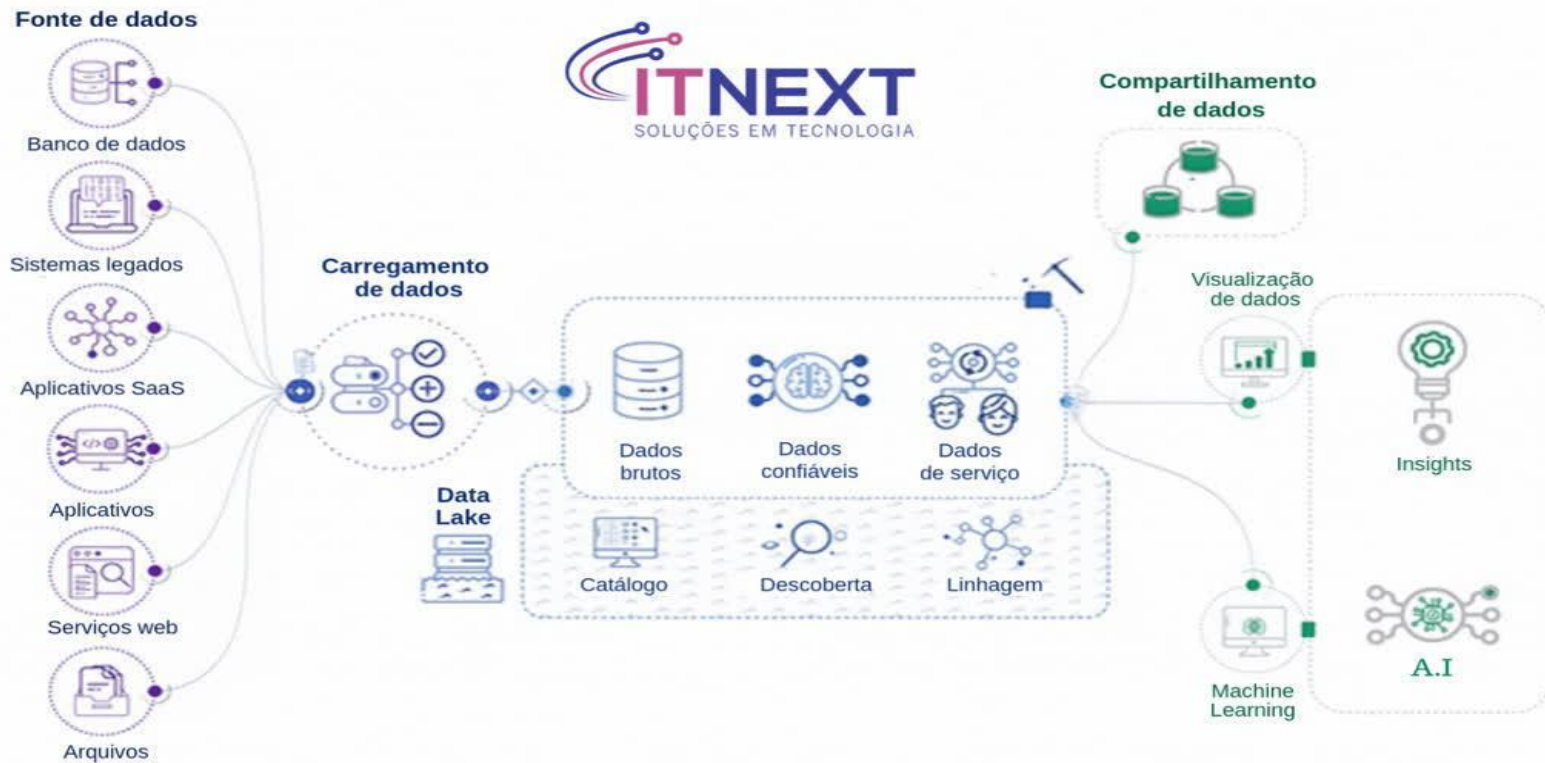 Fonte de dados
Banco de dados
Sistemas legados
Aplicativos SaaS
Aplicativos
Serviços web
Arquivos
ITNEXT
SOLUÇÕES EM TECNOLOGIA
Carregamento
de dados
Dados
brutos
Dados
confiáveis
Dados
de serviço
Data
Lake
Catálogo
Descoberta
Linhagem
Compartilhamento
de dados
Visualização
de dados
Machine
Learning
Insights
A.I